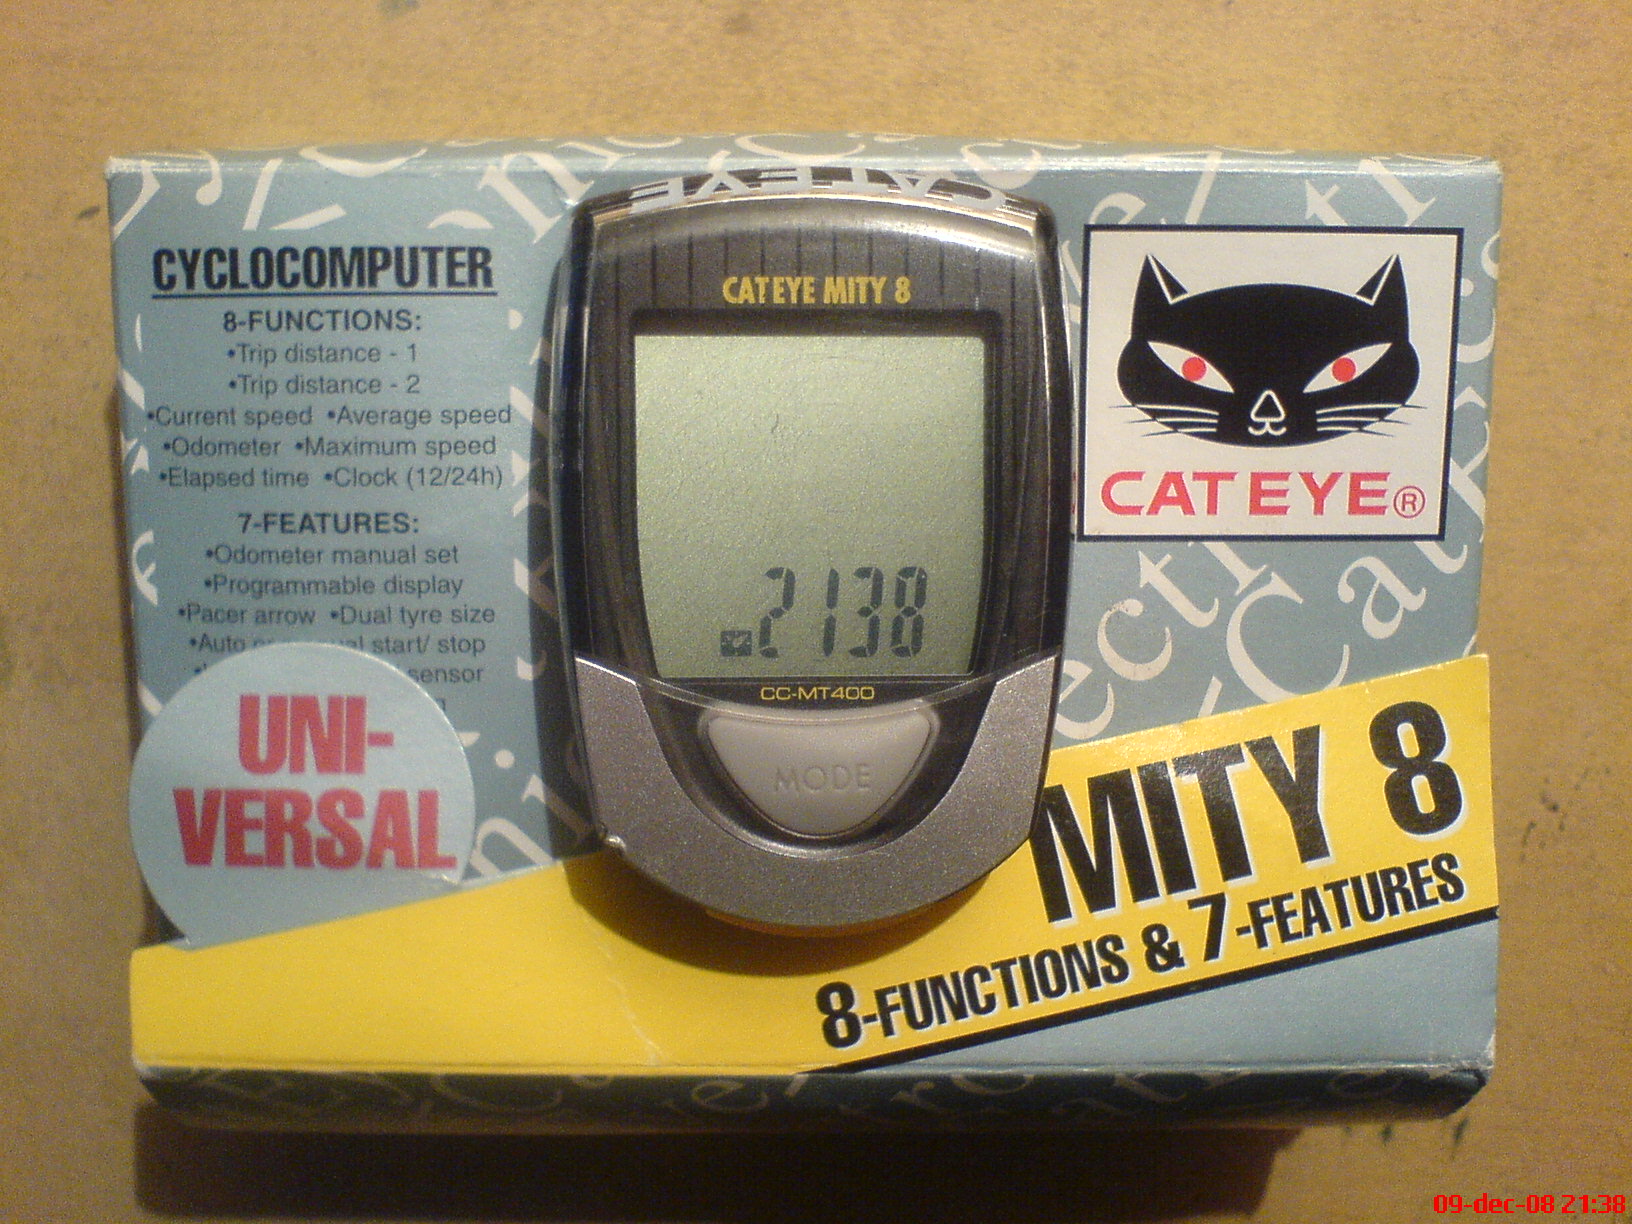 CATEYE
CYCLOCOMPUTER
8-FUNCTIONS:
•Trip distance - 1
•Trip distance - 2
•Current speed •Average speed
•Odometer •Maximum speed
•Elapsed time •Clock (12/24h)
7-FEATURES:
•Odometer manual set
•Programmable display
•Pacer arrow •Dual tyre size
•Auto start/ stop
sensor
UNI-
VERSAL
CATEYE MITY 8
2138
CC-MT400
MODE
CATEYE®
MITY 8
8-FUNCTIONS & 7-FEATURES
09-dec-08 21:38